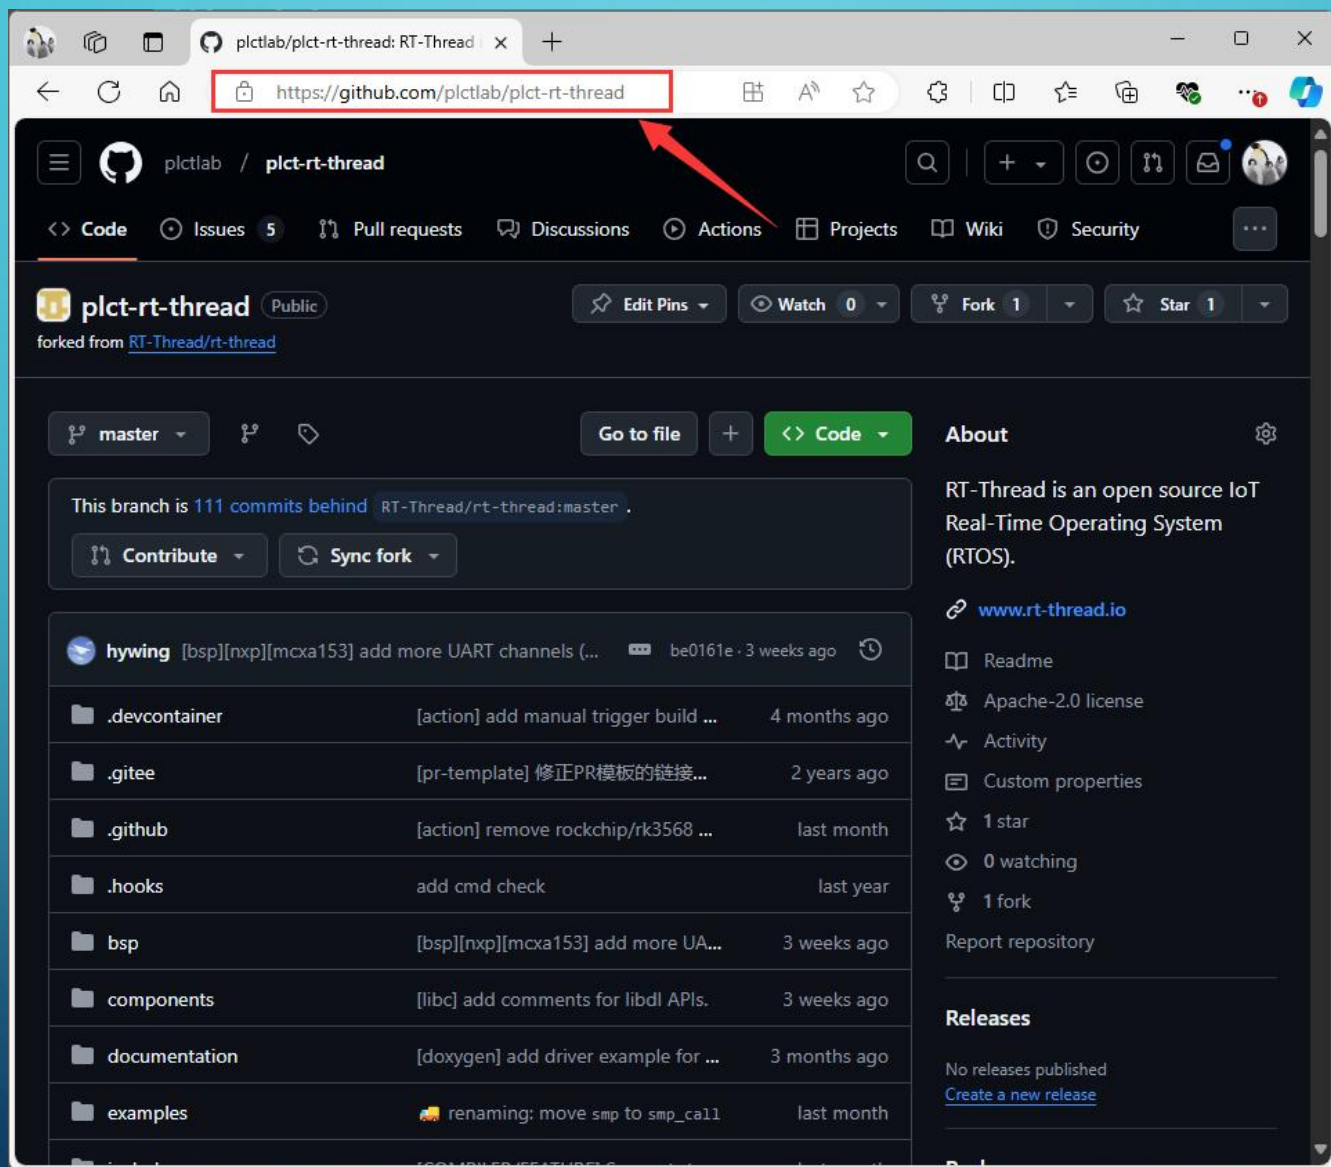 plctlab/plct-rt-thread: RT-Thread
https://github.com/plctlab/plct-rt-thread
plctlab / plct-rt-thread
Code Issues 5 Pull requests Discussions Actions Projects Wiki Security
plct-rt-thread Public Edit Pins Watch 0 Fork 1 Star 1
forked from RT-Thread/rt-thread
master Go to file Code
This branch is 111 commits behind RT-Thread/rt-thread:master .
Contribute Sync fork
hywing [bsp][nxp][mcxa153] add more UART channels (... be0161e · 3 weeks ago
.devcontainer [action] add manual trigger build ... 4 months ago
.gitee [pr-template] 修正PR模板的链接... 2 years ago
.github [action] remove rockchip/rk3568 ... last month
.hooks add cmd check last year
bsp [bsp][nxp][mcxa153] add more UA... 3 weeks ago
components [libc] add comments for libdl APIs. 3 weeks ago
documentation [doxygen] add driver example for ... 3 months ago
examples 🚚 renaming: move smp to smp_call last month
About
RT-Thread is an open source IoT
Real-Time Operating System
(RTOS).
www.rt-thread.io
Readme
Apache-2.0 license
Activity
Custom properties
1 star
0 watching
1 fork
Report repository
Releases
No releases published
Create a new release